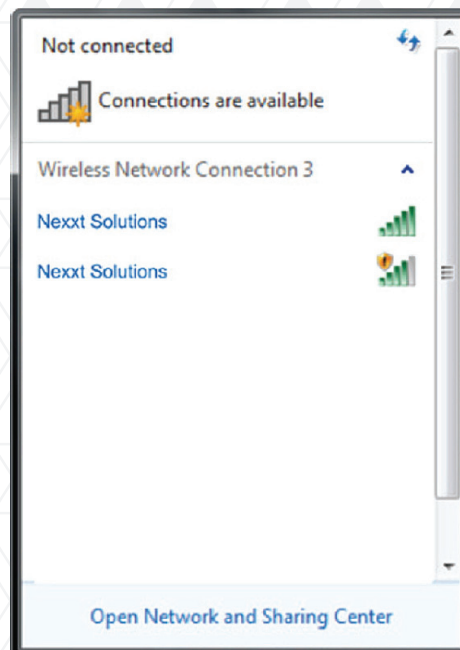 Not connected
Connections are available
Wireless Network Connection 3
Nexxt Solutions
Nexxt Solutions
Open Network and Sharing Center